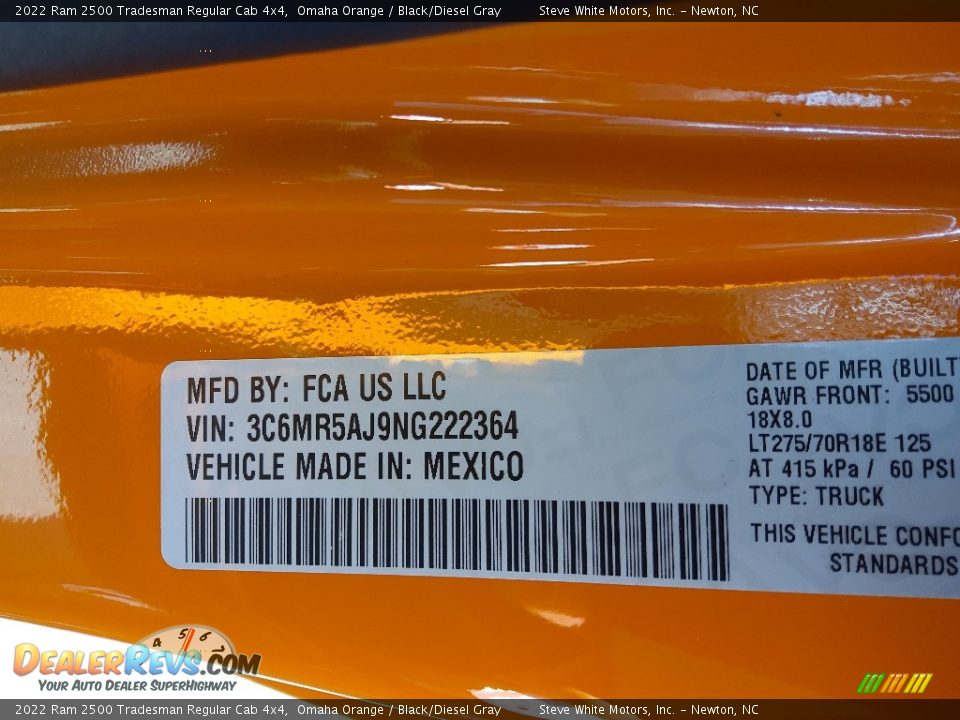 2022 Ram 2500 Tradesman Regular Cab 4x4, Omaha Orange / Black/Diesel Gray Steve White Motors, Inc. - Newton, NC
MFD BY: FCA US LLC
VIN: 3C6MR5AJ9NG222364
VEHICLE MADE IN: MEXICO
DATE OF MFR (BUILT
GAWR FRONT: 5500
18X8.0
LT275/70R18E 125
AT 415 kPa / 60 PSI
TYPE: TRUCK
THIS VEHICLE CONFO
STANDARDS
4 5 6 7
DEALERREVS.COM
YOUR AUTO DEALER SUPERHIGHWAY
2022 Ram 2500 Tradesman Regular Cab 4x4, Omaha Orange / Black/Diesel Gray Steve White Motors, Inc. - Newton, NC